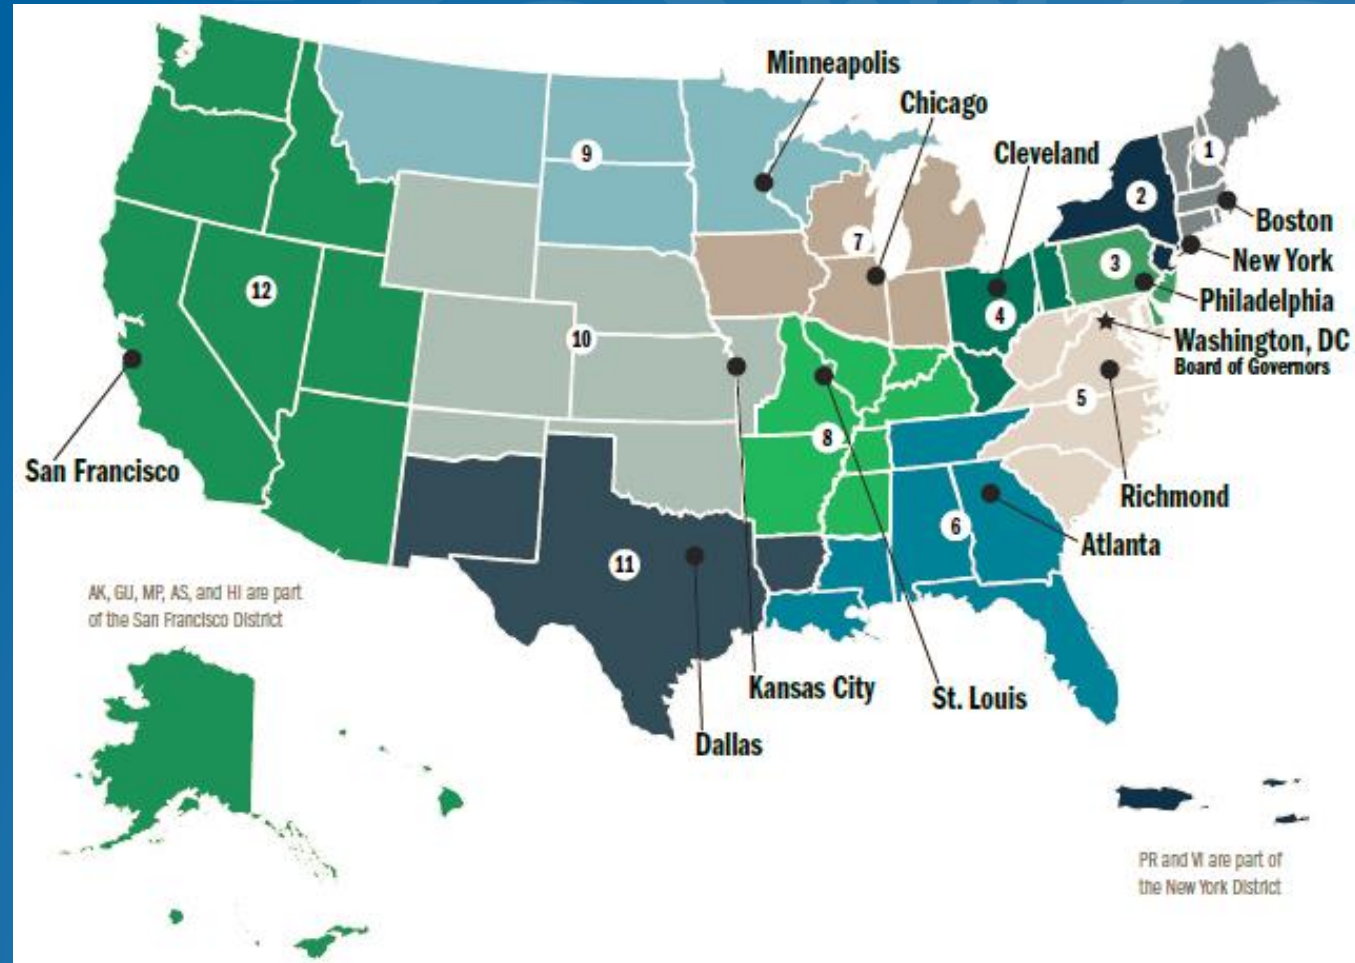 Minneapolis
Chicago
Cleveland
9
1
2
7
Boston
New York
3
Philadelphia
12
4
Washington, DC
Board of Governors
10
5
San Francisco
8
Richmond
6
Atlanta
11
AK, GU, MP, AS, and HI are part
of the San Francisco District
Kansas City
St. Louis
Dallas
PR and VI are part of
the New York District